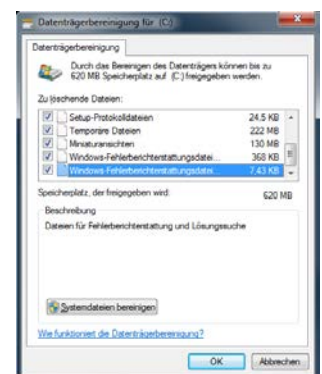 Datenträgerbereinigung für (C:)
Datenträgerbereinigung
Durch das Bereinigen des Datenträgers können bis zu
620 MB Speicherplatz auf (C:) freigegeben werden.
Zu löschende Dateien:
Setup-Protokolldateien 24,5 KB
Temporäre Dateien 222 MB
Miniaturansichten 130 MB
Windows-Fehlerberichterstattungsdatei... 368 KB
Windows-Fehlerberichterstattungsdatei... 7,43 KB
Speicherplatz, der freigegeben wird: 620 MB
Beschreibung
Dateien für Fehlerberichterstattung und Lösungssuche
Systemdateien bereinigen
Wie funktioniert die Datenträgerbereinigung?
OK Abbrechen